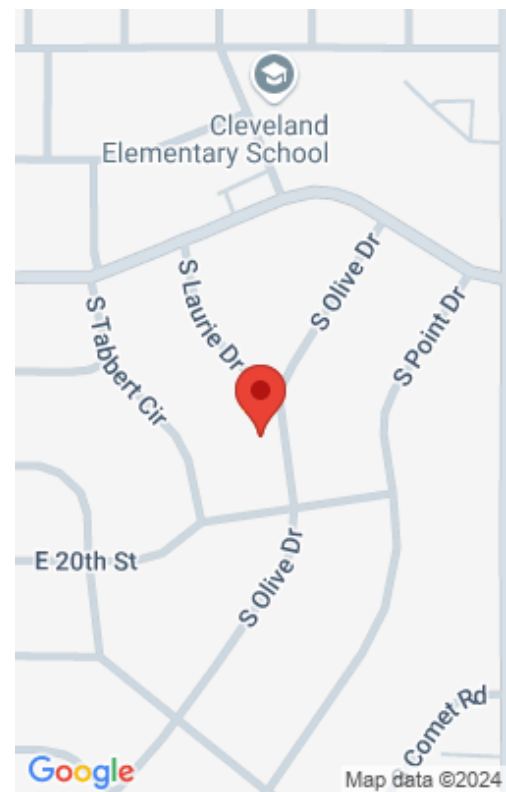 Cleveland
Elementary School
S Olive Dr
S Laurie Dr
S Point Dr
S Tabbert Cir
E 20th St
S Olive Dr
S Comet Rd
Google
Map data ©2024